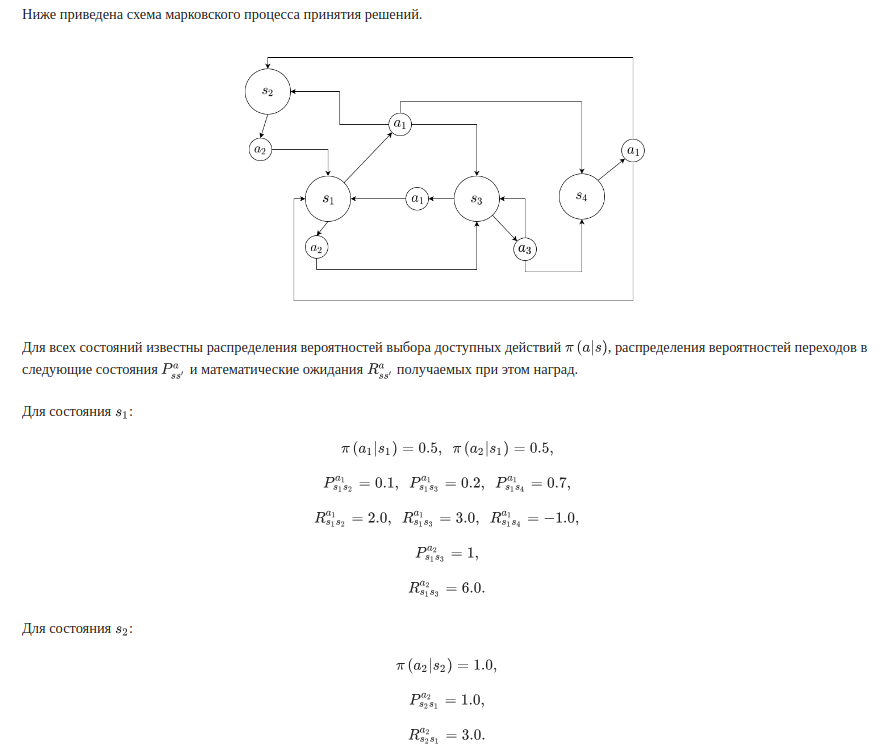 Ниже приведена схема марковского процесса принятия решений.
s₂
a₁
a₂
a₁
s₁
a₁
s₃
s₄
a₂
a₃
Для всех состояний известны распределения вероятностей выбора доступных действий π (a|s), распределения вероятностей переходов в
следующие состояния Pᵃₛₛ′ и математические ожидания Rᵃₛₛ′ получаемых при этом наград.
Для состояния s₁:
π (a₁|s₁) = 0.5, π (a₂|s₁) = 0.5,
P^{a₁}_{s₁s₂} = 0.1, P^{a₁}_{s₁s₃} = 0.2, P^{a₁}_{s₁s₄} = 0.7,
R^{a₁}_{s₁s₂} = 2.0, R^{a₁}_{s₁s₃} = 3.0, R^{a₁}_{s₁s₄} = −1.0,
P^{a₂}_{s₁s₃} = 1,
R^{a₂}_{s₁s₃} = 6.0.
Для состояния s₂:
π (a₂|s₂) = 1.0,
P^{a₂}_{s₂s₁} = 1.0,
R^{a₂}_{s₂s₁} = 3.0.